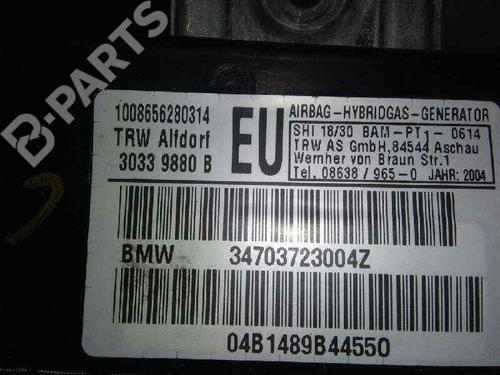 B-PARTS
1008656280314
TRW Alfdorf
3033 9880 B
EU
AIRBAG-HYBRIDGAS-GENERATOR
SHI 18/30 BAM-PT1-0614
TRW AS GmbH,84544 Aschau
Wernher von Braun Str.1
Tel. 08638/965-0 JAHR: 2004
BMW 34703723004Z
04B1489B44550